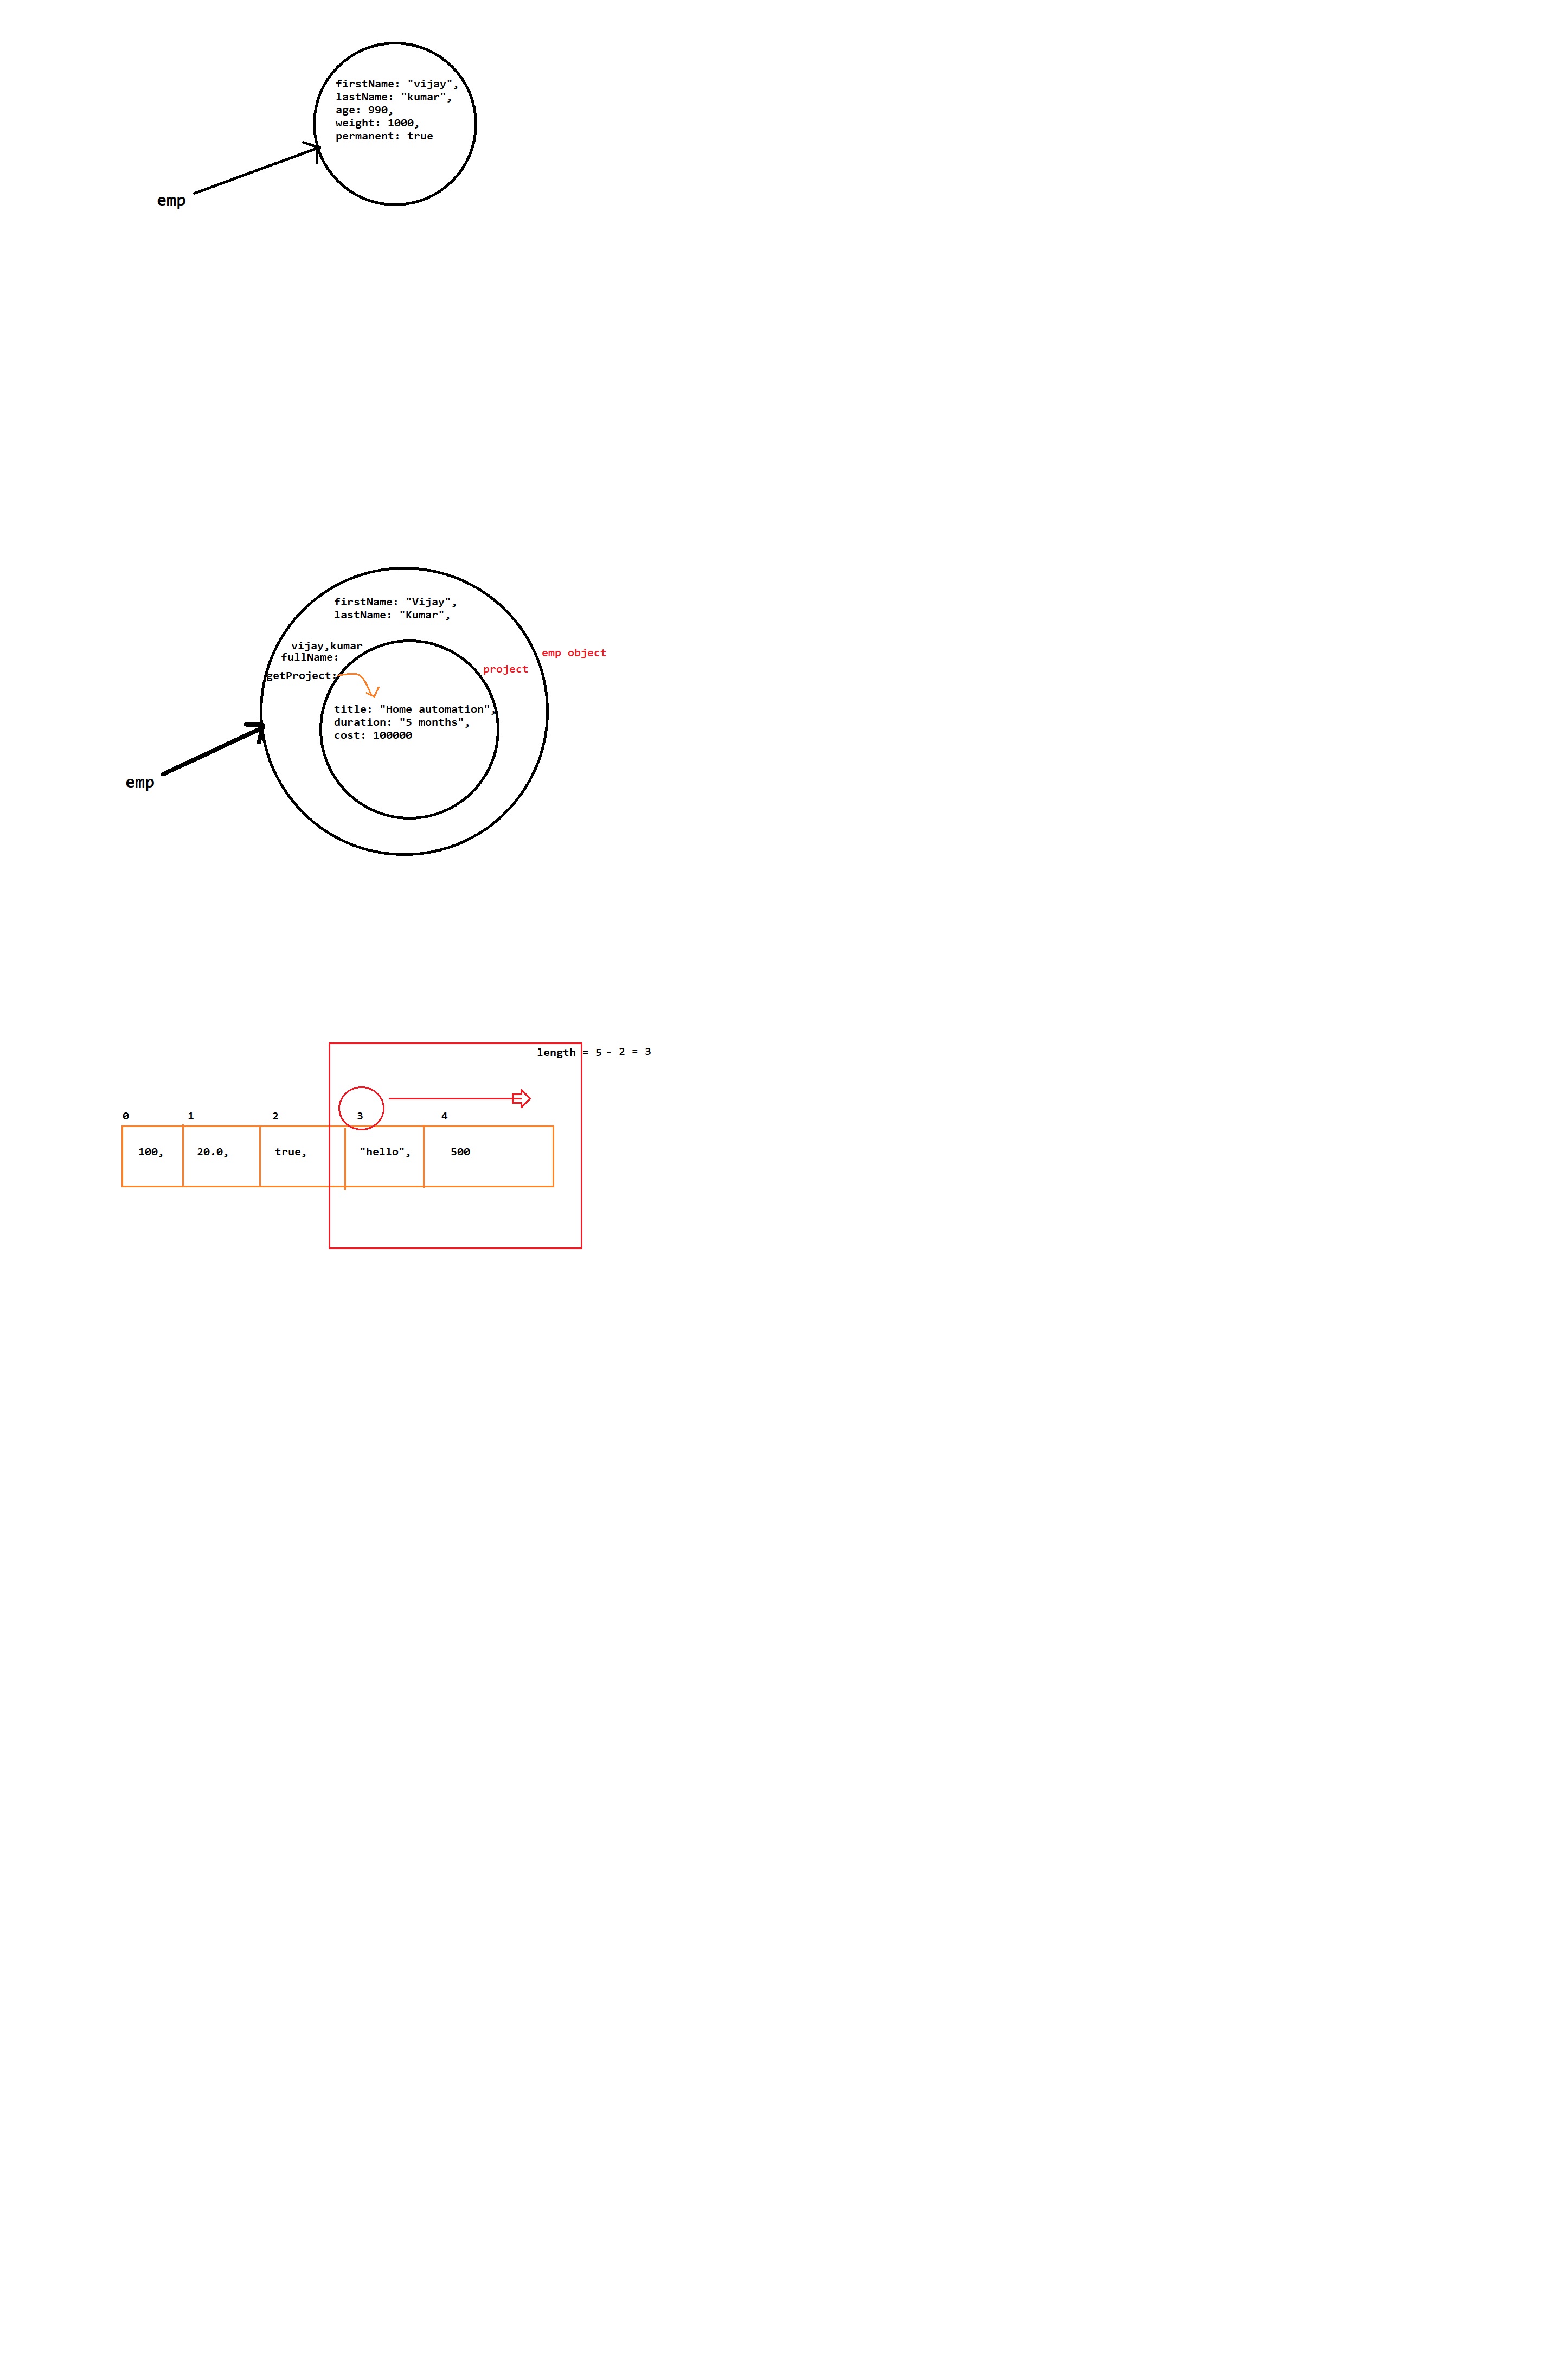 firstName: "vijay",
lastName: "kumar",
age: 990,
weight: 1000,
permanent: true
emp
firstName: "Vijay",
lastName: "Kumar",
vijay,kumar
fullName:
emp object
project
getProject:
title: "Home automation",
duration: "5 months",
cost: 100000
emp
length = 5 - 2 = 3
0 1 2 3 4
100, 20.0, true, "hello", 500